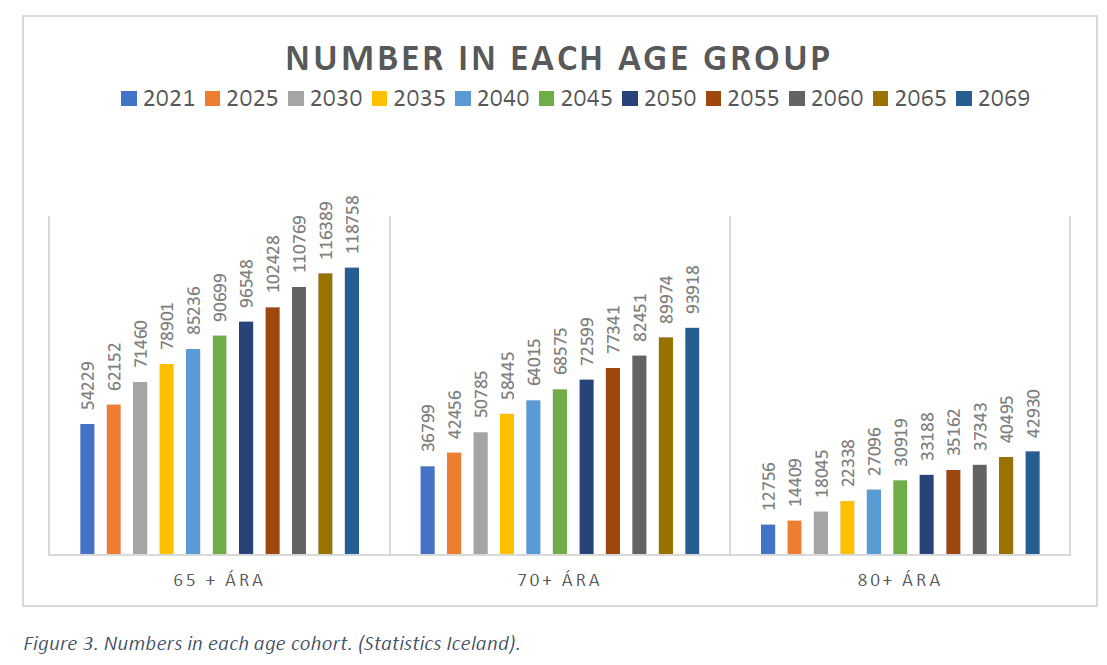 NUMBER IN EACH AGE GROUP
2021 2025 2030 2035 2040 2045 2050 2055 2060 2065 2069
54229 62152 71460 78901 85236 90699 96548 102428 110769 116389 118758
36799 42456 50785 58445 64015 68575 72599 77341 82451 89974 93918
12756 14409 18045 22338 27096 30919 33188 35162 37343 40495 42930
65 + ÁRA 70+ ÁRA 80+ ÁRA
Figure 3. Numbers in each age cohort. (Statistics Iceland).